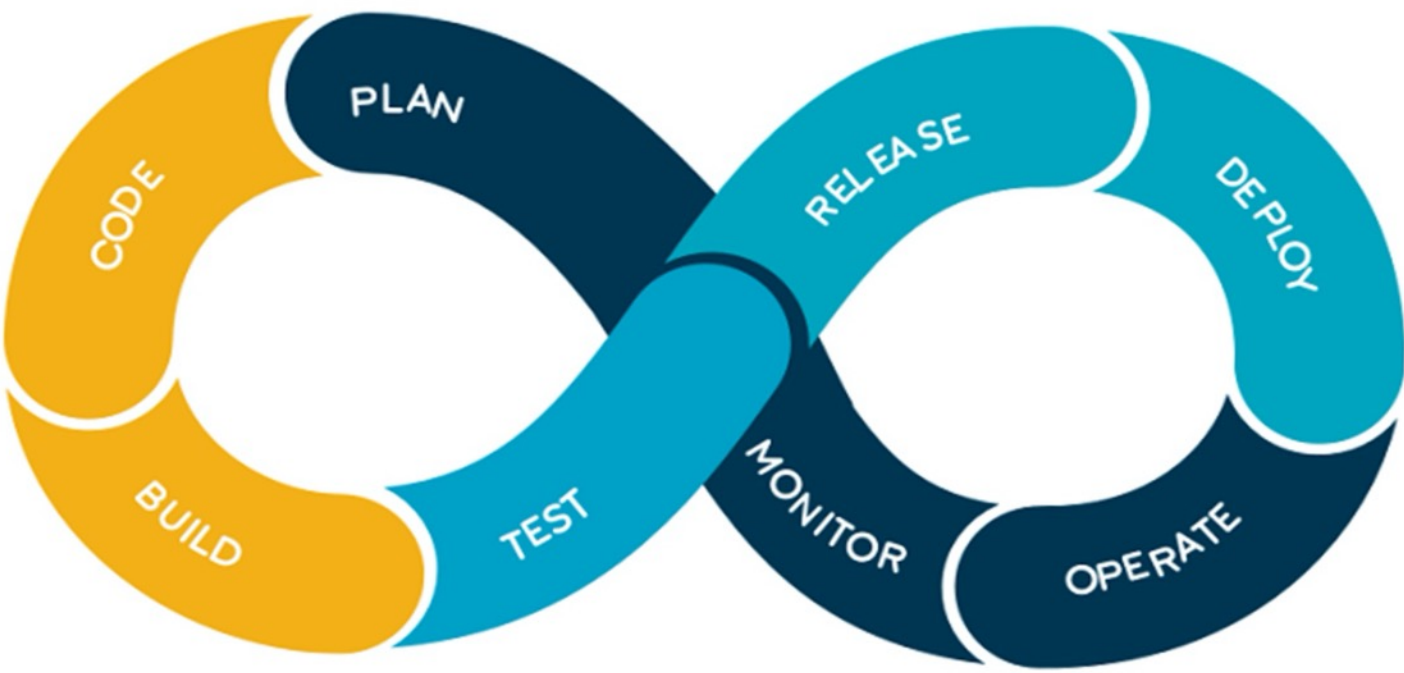 PLAN
CODE
BUILD
TEST
RELEASE
DEPLOY
OPERATE
MONITOR